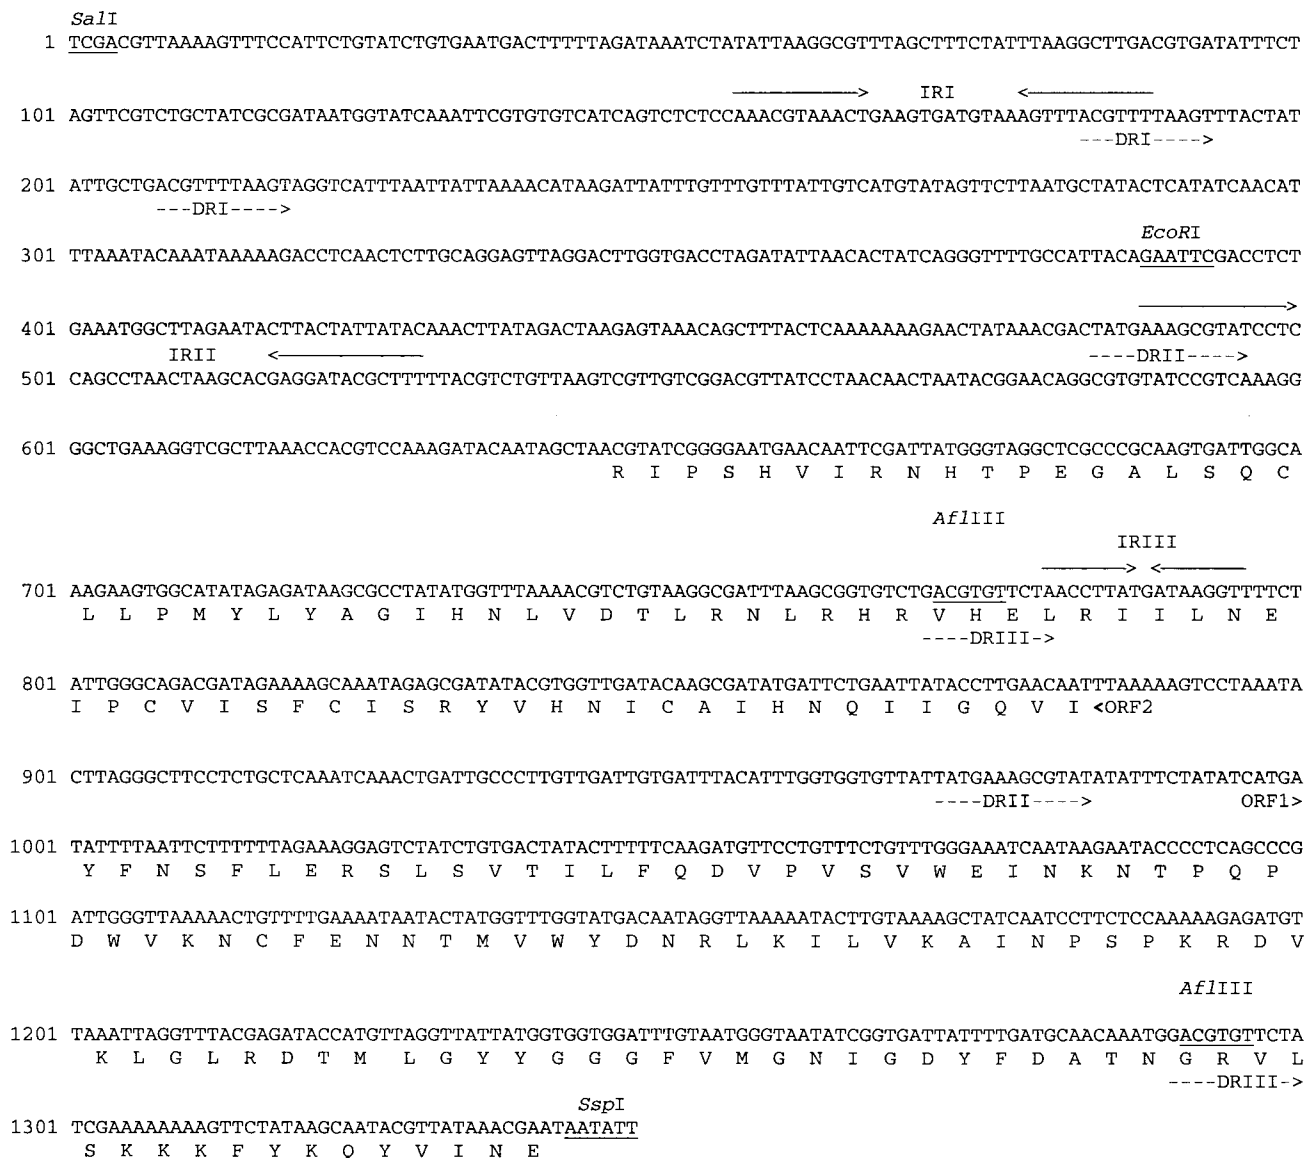 SalI
1 TCGACGTTAAAAGTTTCCATTCTGTATCTGTGAATGACTTTTTAGATAAATCTATATTAAGGCGTTTAGCTTTCTATTTAAGGCTTGACGTGATATTTCT
-----> IRI <-----
101 AGTTCGTCTGCTATCGCGATAATGGTATCAAATTCGTGTGTCATCAGTCTCTCCAAACGTAAACTGAAGTGATGTAAAGTTTACGTTTTAAGTTTACTAT
---DRI---->
201 ATTGCTGACGTTTTTAAGTAGGTCATTTAATTATTAAAACATAAGATTATTTGTTTGTTTATTGTCATGTATAGTTCTTAATGCTATACTCATATCAACAT
---DRI---->
EcoRI
301 TTAAATACAAATAAAAAGACCTCAACTCTTGCAGGAGTTAGGACTTGGTGACCTAGATATTAACACTATCAGGGTTTTGCCATTACAGAATTCGACCTCT
----->
401 GAAATGGCTTAGAATACTTACTATTATACAAACTTATAGACTAAGAGTAAACAGCTTTACTCAAAAAAAGAACTATAAACGACTATGAAAGCGTATCCTC
IRII <----- ----DRII---->
501 CAGCCTAACTAAGCACGAGGATACGCTTTTTACGTCTGTTAAGTCGTTGTCGGACGTTATCCTAACAACTAATACGGAACAGGCGTGTATCCGTCAAAGG
601 GGCTGAAAGGTCGCTTAAACCACGTCCAAAGATACAATAGCTAACGTATCGGGGAATGAACAATTCGATTATGGGTAGGCTCGCCCGCAAGTGATTGGCA
R I P S H V I R N H T P E G A L S Q C
AflIII
IRIII
-----> <-----
701 AAGAAGTGGCATATAGAGATAAGCGCCTATATGGTTTAAAACGTCTGTAAGGCGATTTAAGCGGTGTCTGACGTGTTCTAACCTTATGATAAGGTTTTCT
L L P M Y L Y A G I H N L V D T L R N L R H R V H E L R I I L N E
----DRIII->
801 ATTGGGCAGACGATAGAAAAGCAAATAGAGCGATATACGTGGTTGATACAAGCGATATGATTCTGAATTATACCTTGAACAATTTAAAAAGTCCTAAATA
I P C V I S F C I S R Y V H N I C A I H N Q I I G Q V I <ORF2
901 CTTAGGGCTTCCTCTGCTCAAATCAAACTGATTGCCCTTGTTGATTGTGATTTACATTTGGTGGTGTTATTATGAAAGCGTATATATTTCTATATCATGA
----DRII----> ORF1>
1001 TATTTTAATTCTTTTTTAGAAAGGAGTCTATCTGTGACTATACTTTTTCAAGATGTTCCTGTTTCTGTTTGGGAAATCAATAAGAATACCCCTCAGCCCG
Y F N S F L E R S L S V T I L F Q D V P V S V W E I N K N T P Q P
1101 ATTGGGTTAAAAACTGTTTTGAAAATAATACTATGGTTTGGTATGACAATAGGTTAAAAATACTTGTAAAAGCTATCAATCCTTCTCCAAAAAGAGATGT
D W V K N C F E N N T M V W Y D N R L K I L V K A I N P S P K R D V
AflIII
1201 TAAATTAGGTTTACGAGATACCATGTTAGGTTATTATGGTGGTGGATTTGTAATGGGTAATATCGGTGATTATTTTGATGCAACAAATGGACGTGTTCTA
K L G L R D T M L G Y Y G G G F V M G N I G D Y F D A T N G R V L
----DRIII->
SspI
1301 TCGAAAAAAAAGTTCTATAAGCAATACGTTATAAACGAATAATATT
S K K K F Y K Q Y V I N E